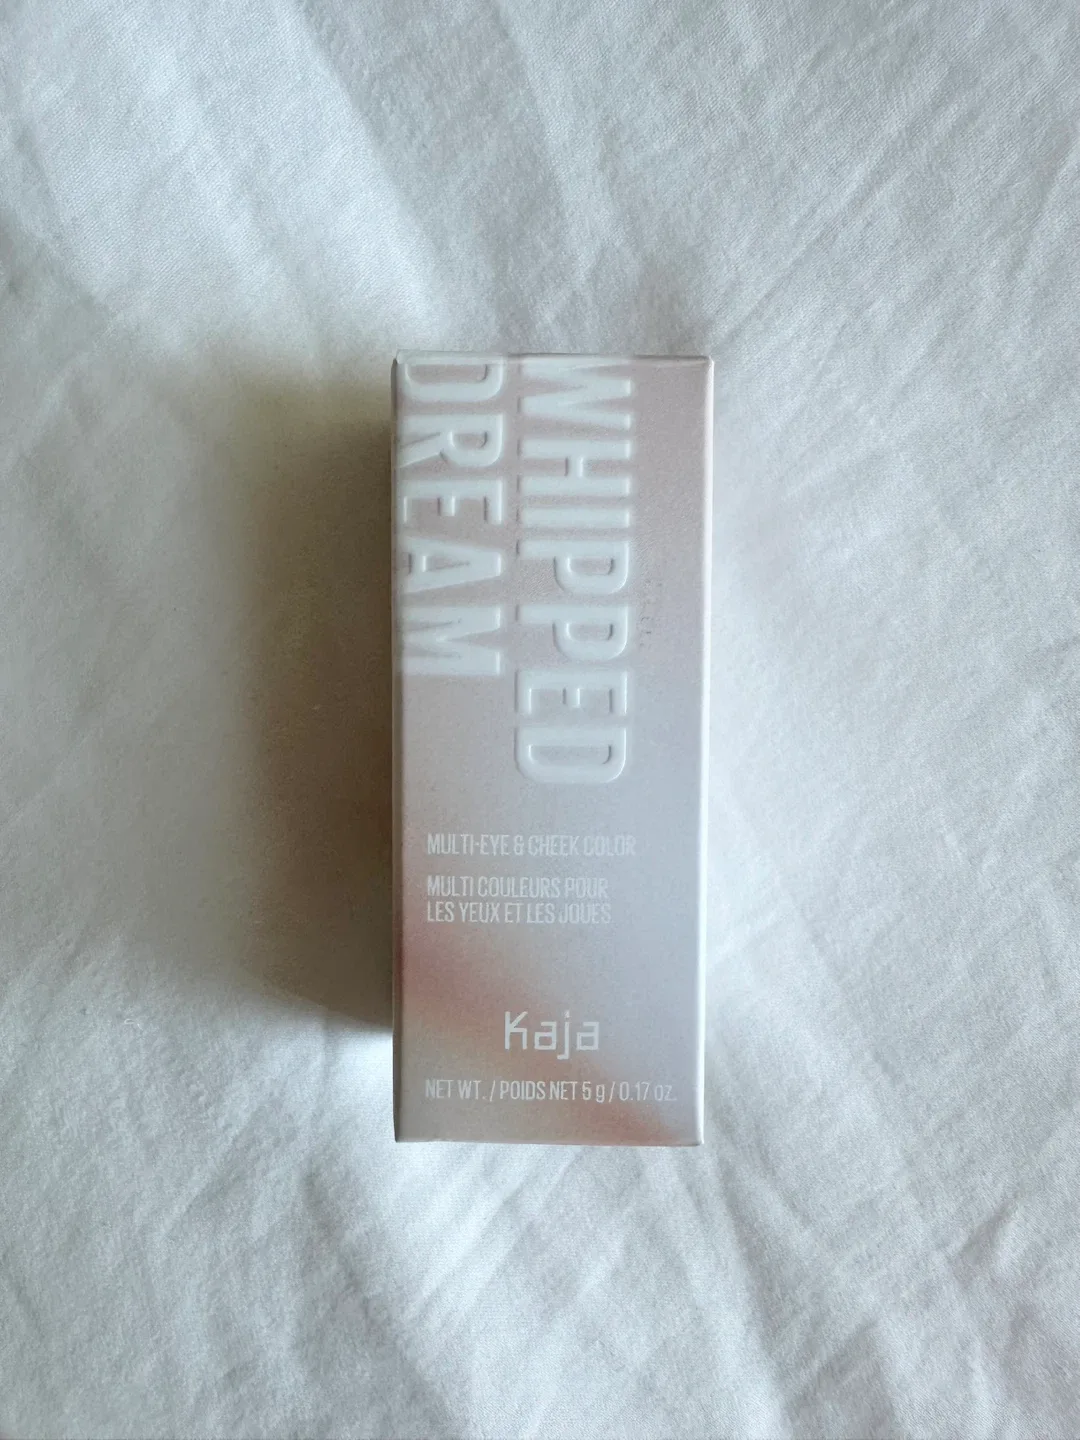 WHIPPED
DREAM
MULTI-EYE & CHEEK COLOR
MULTI COULEURS POUR
LES YEUX ET LES JOUES
Kaja
NET WT. / POIDS NET 5 g / 0.17 oz.